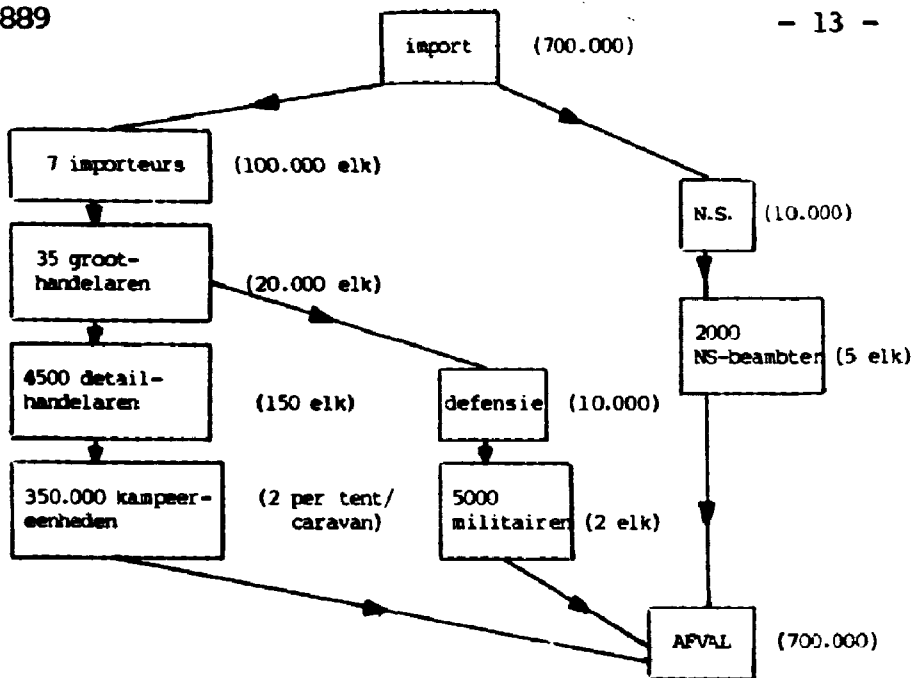 889
- 13 -
import (700.000)
7 importeurs (100.000 elk)
N.S. (10.000)
35 groot-
handelaren (20.000 elk)
2000
NS-beambten (5 elk)
4500 detail-
handelaren (150 elk)
defensie (10.000)
350.000 kampeer-
eenheden
(2 per tent/
caravan)
5000
militairen (2 elk)
AFVAL (700.000)